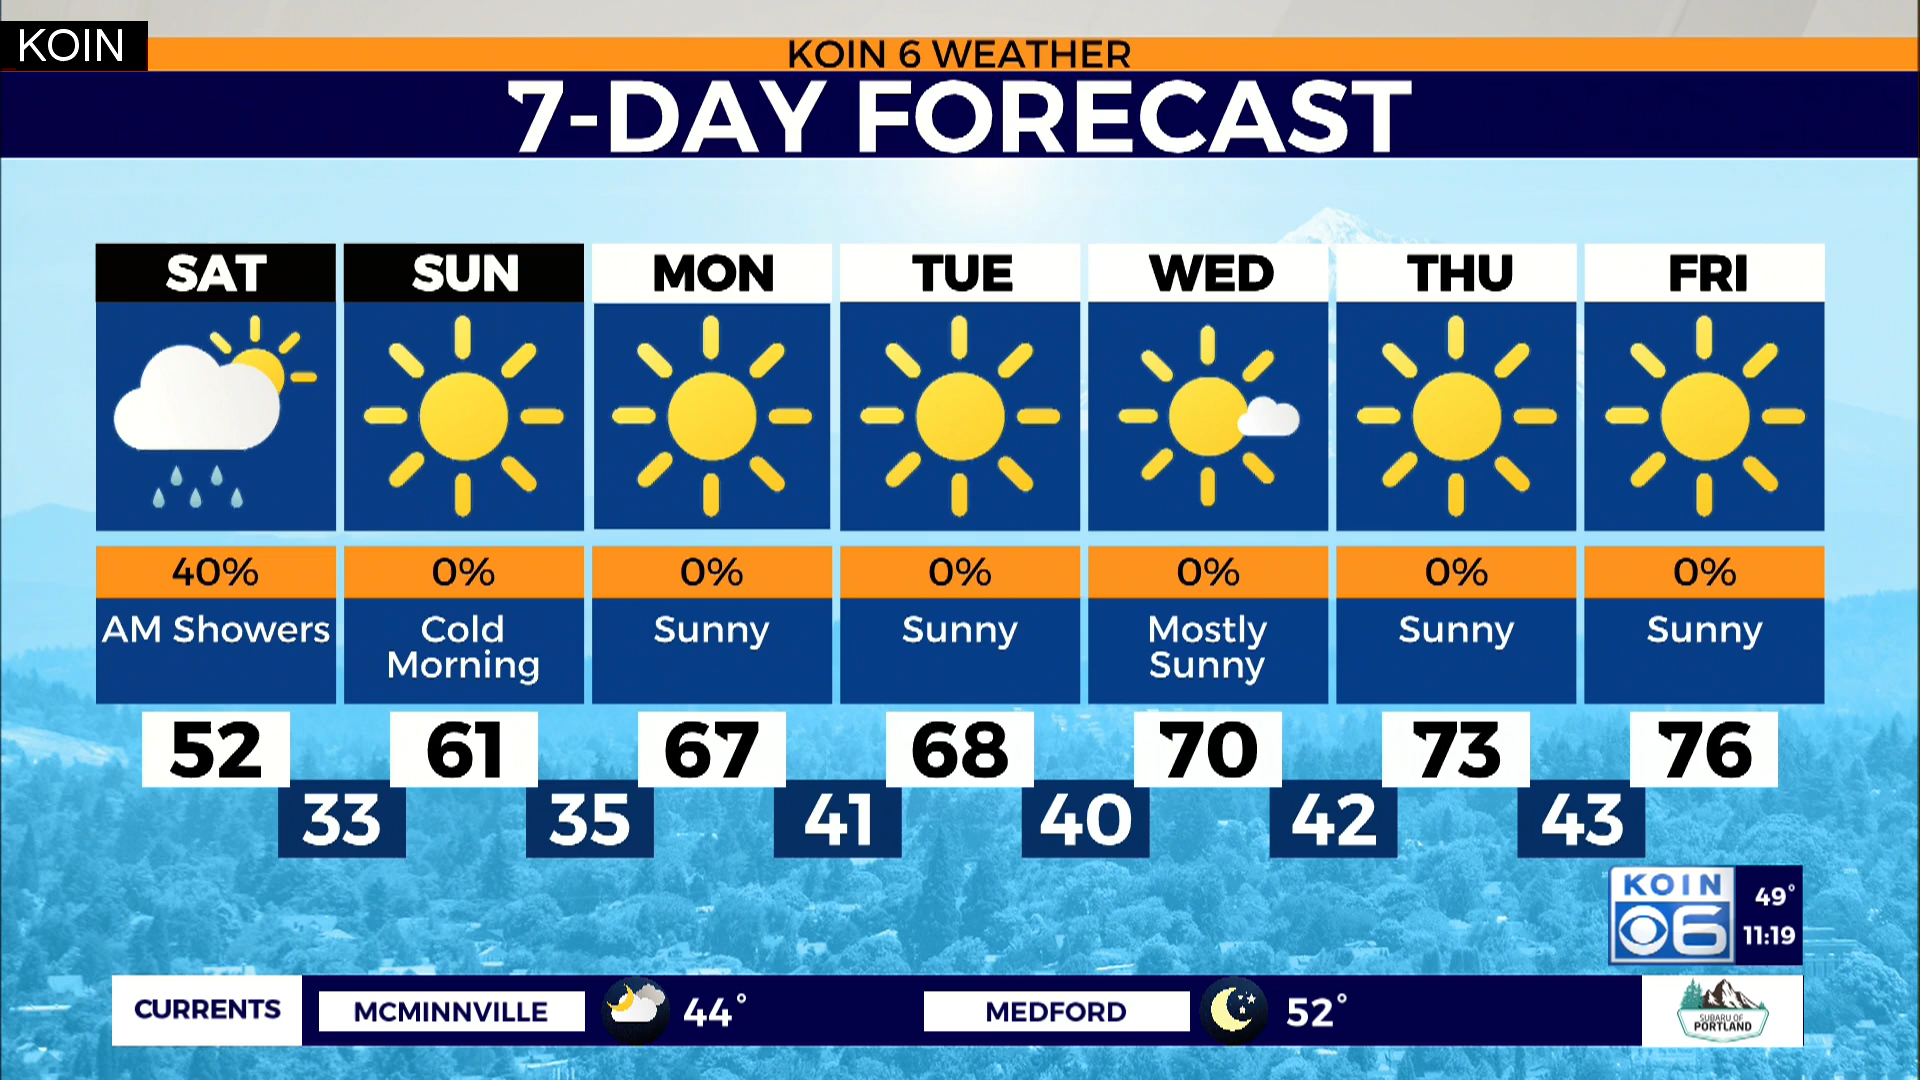 KOIN
KOIN 6 WEATHER
7-DAY FORECAST
SAT SUN MON TUE WED THU FRI
40% 0% 0% 0% 0% 0% 0%
AM Showers
Cold
Morning
Sunny
Sunny
Mostly
Sunny
Sunny
Sunny
52 61 67 68 70 73 76
33 35 41 40 42 43
KOIN
6
49°
11:19
CURRENTS
MCMINNVILLE 44°
MEDFORD 52°
SUBARU OF
PORTLAND